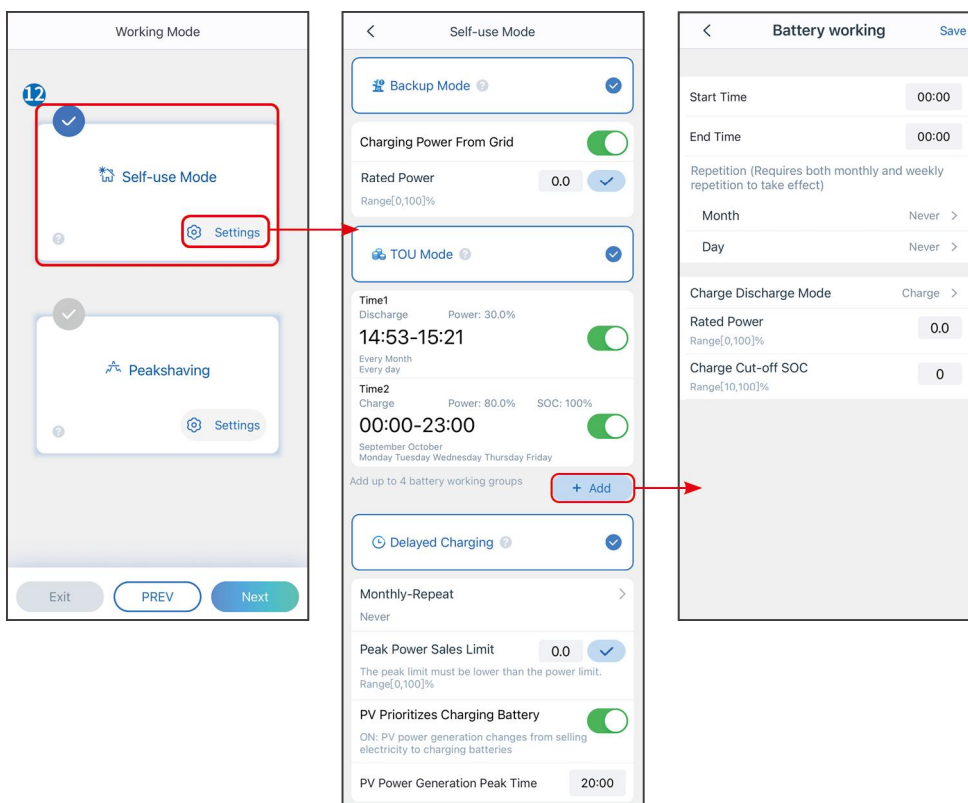 Working Mode
12
Self-use Mode
?
Settings
Peakshaving
?
Settings
Exit
PREV
Next
Self-use Mode
Backup Mode ?
Charging Power From Grid
Rated Power
0.0
Range[0,100]%
TOU Mode ?
Time1
Discharge Power: 30.0%
14:53-15:21
Every Month
Every day
Time2
Charge Power: 80.0% SOC: 100%
00:00-23:00
September October
Monday Tuesday Wednesday Thursday Friday
Add up to 4 battery working groups
+ Add
Delayed Charging ?
Monthly-Repeat >
Never
Peak Power Sales Limit 0.0
The peak limit must be lower than the power limit.
Range[0,100]%
PV Prioritizes Charging Battery
ON: PV power generation changes from selling
electricity to charging batteries
PV Power Generation Peak Time 20:00
Battery working Save
Start Time 00:00
End Time 00:00
Repetition (Requires both monthly and weekly
repetition to take effect)
Month Never >
Day Never >
Charge Discharge Mode Charge >
Rated Power
0.0
Range[0,100]%
Charge Cut-off SOC
0
Range[10,100]%